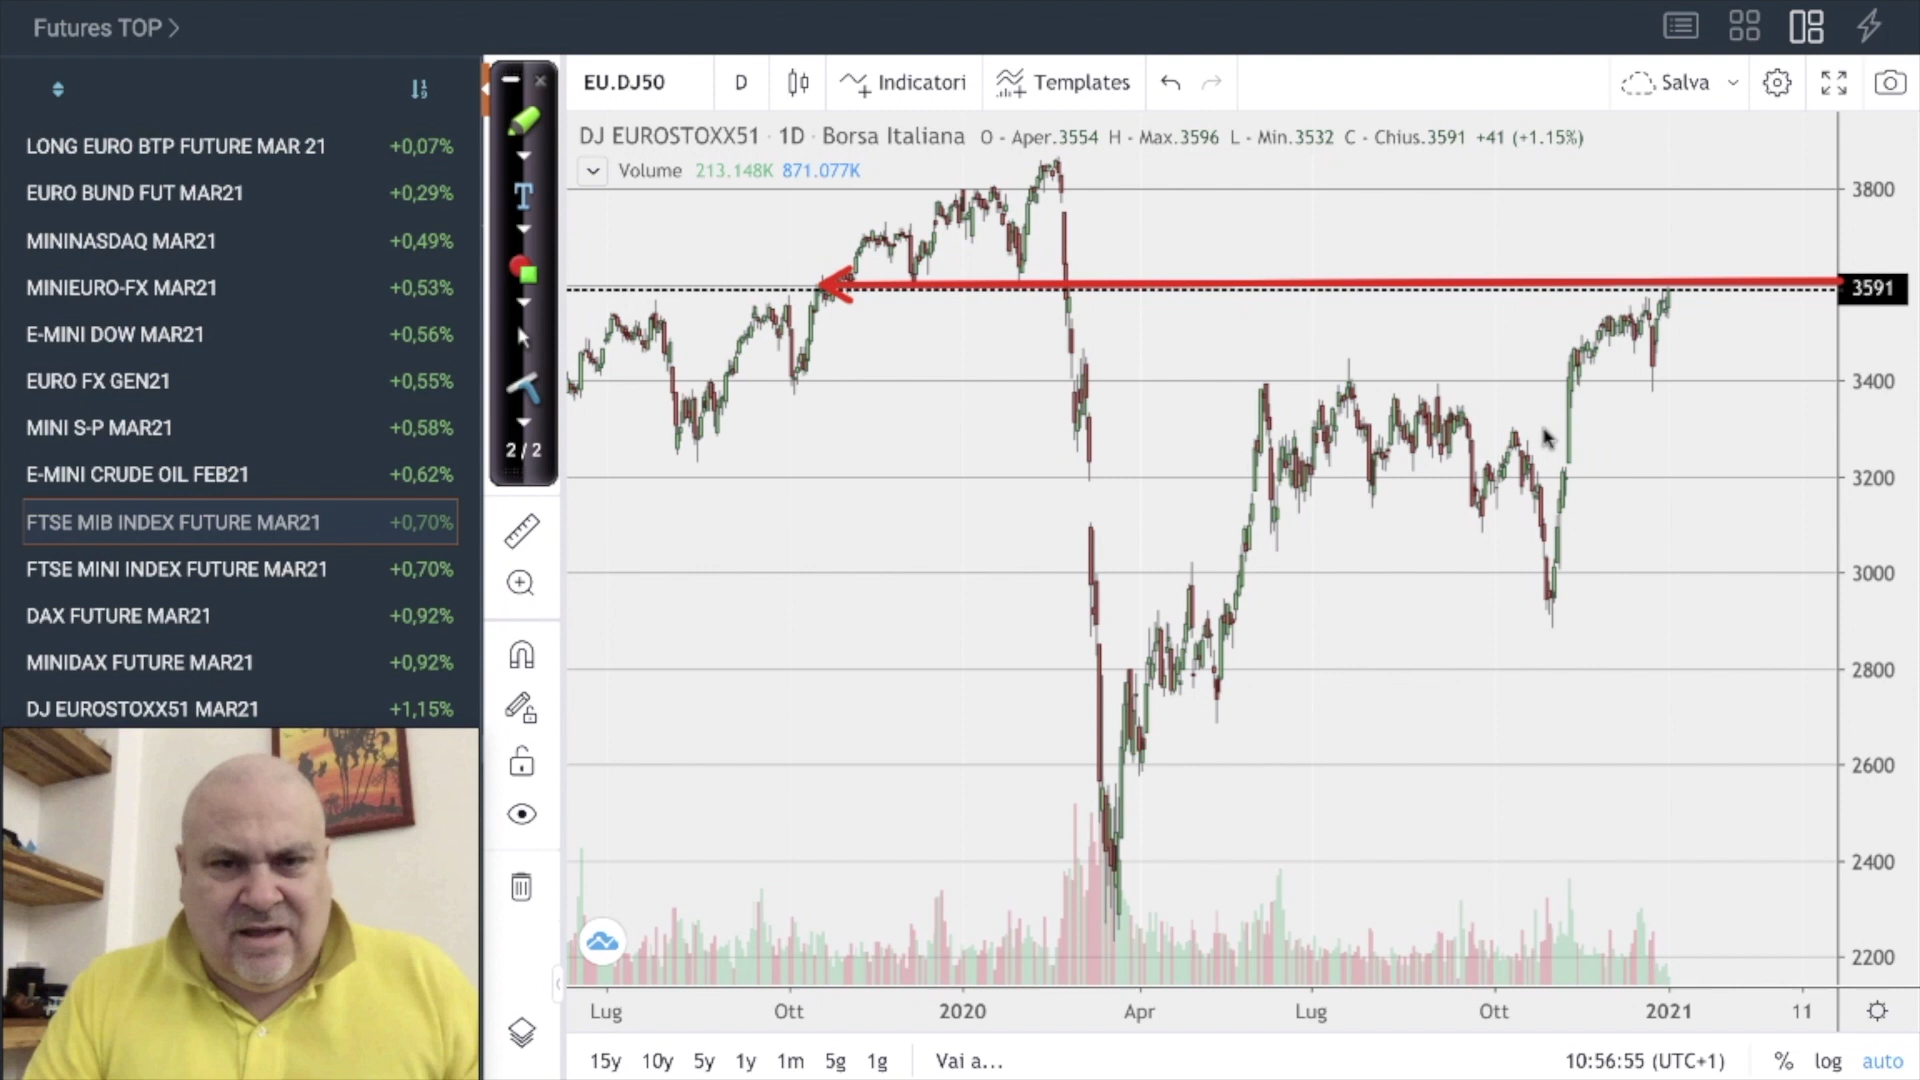 Futures TOP
LONG EURO BTP FUTURE MAR 21 +0,07%
EURO BUND FUT MAR21 +0,29%
MININASDAQ MAR21 +0,49%
MINIEURO-FX MAR21 +0,53%
E-MINI DOW MAR21 +0,56%
EURO FX GEN21 +0,55%
MINI S-P MAR21 +0,58%
E-MINI CRUDE OIL FEB21 +0,62%
FTSE MIB INDEX FUTURE MAR21 +0,70%
FTSE MINI INDEX FUTURE MAR21 +0,70%
DAX FUTURE MAR21 +0,92%
MINIDAX FUTURE MAR21 +0,92%
DJ EUROSTOXX51 MAR21 +1,15%
T
2 / 2
EU.DJ50 D Indicatori Templates Salva
DJ EUROSTOXX51 · 1D · Borsa Italiana O - Aper.3554 H - Max.3596 L - Min.3532 C - Chius.3591 +41 (+1.15%)
Volume 213.148K 871.077K
3800
3591
3400
3200
3000
2800
2600
2400
2200
Lug Ott 2020 Apr Lug Ott 2021 11
15y 10y 5y 1y 1m 5g 1g Vai a... 10:56:55 (UTC+1) % log auto